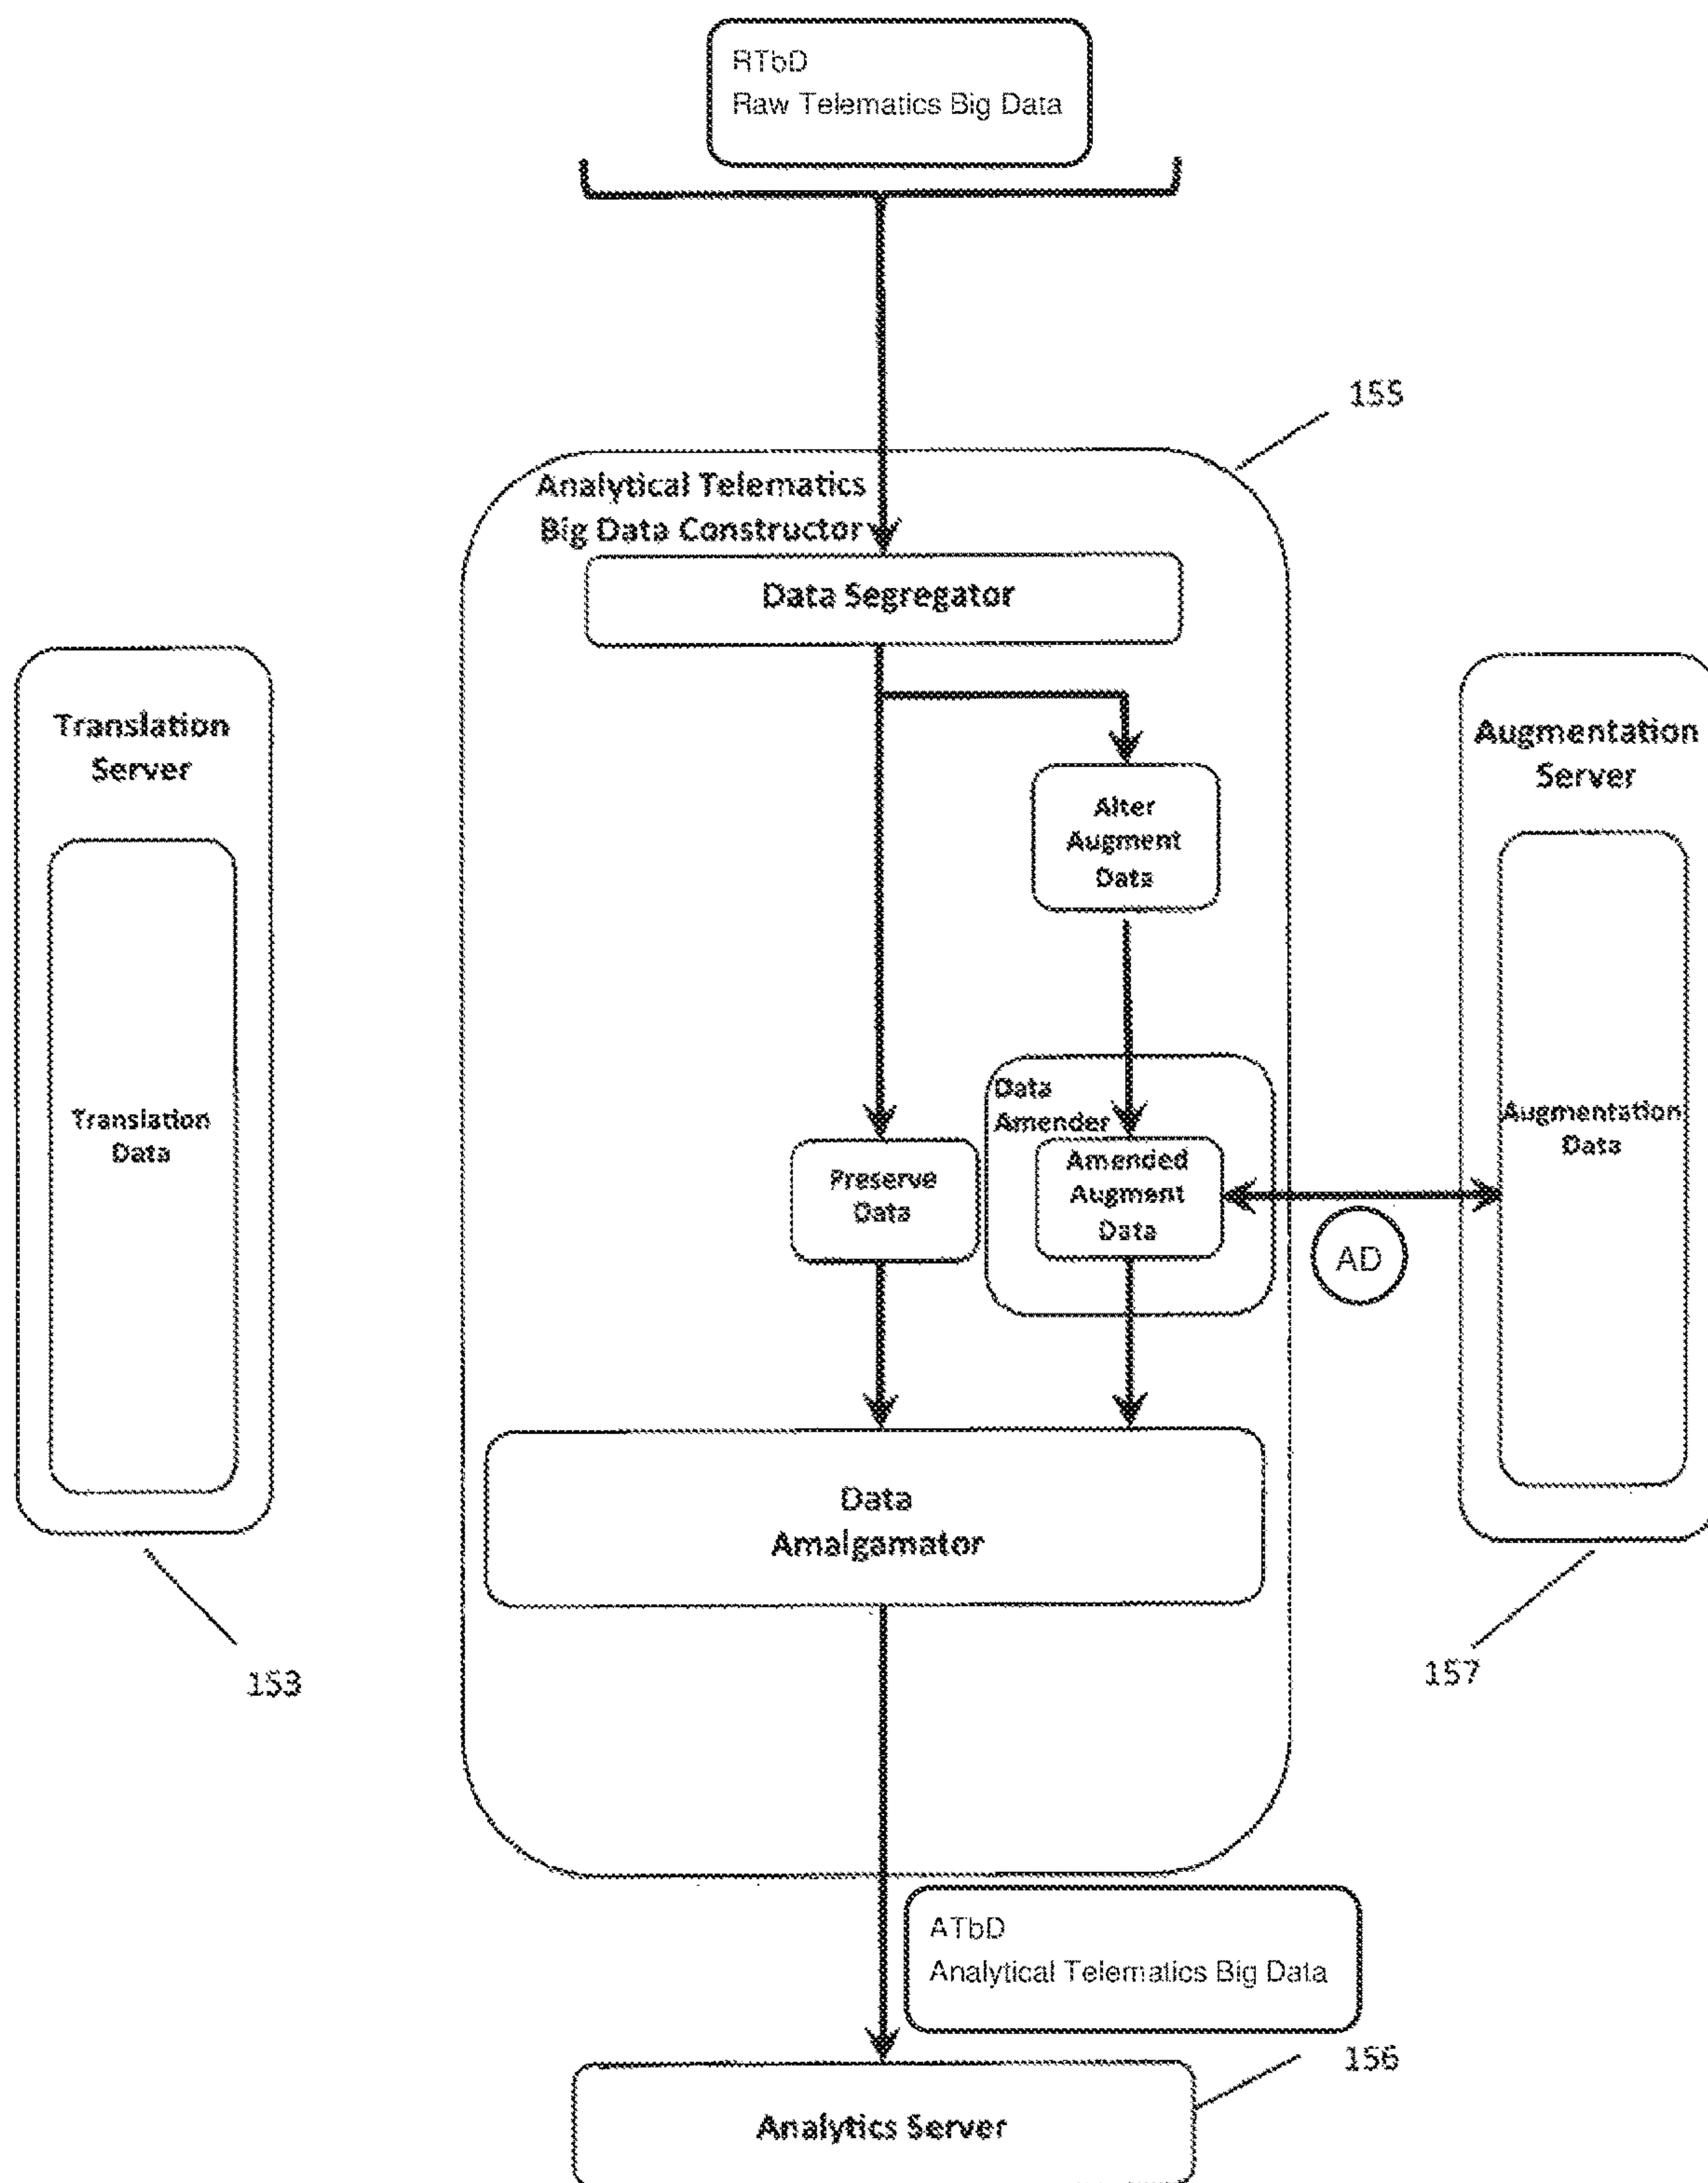 RTbD
Raw Telematics Big Data
155
Analytical Telematics
Big Data Constructor
Data Segregator
Translation
Server
Augmentation
Server
Alter
Augment
Data
Data
Amender
Translation
Data
Augmentation
Data
Preserve
Data
Amended
Augment
Data
AD
Data
Amalgamator
153
157
ATbD
Analytical Telematics Big Data
156
Analytics Server